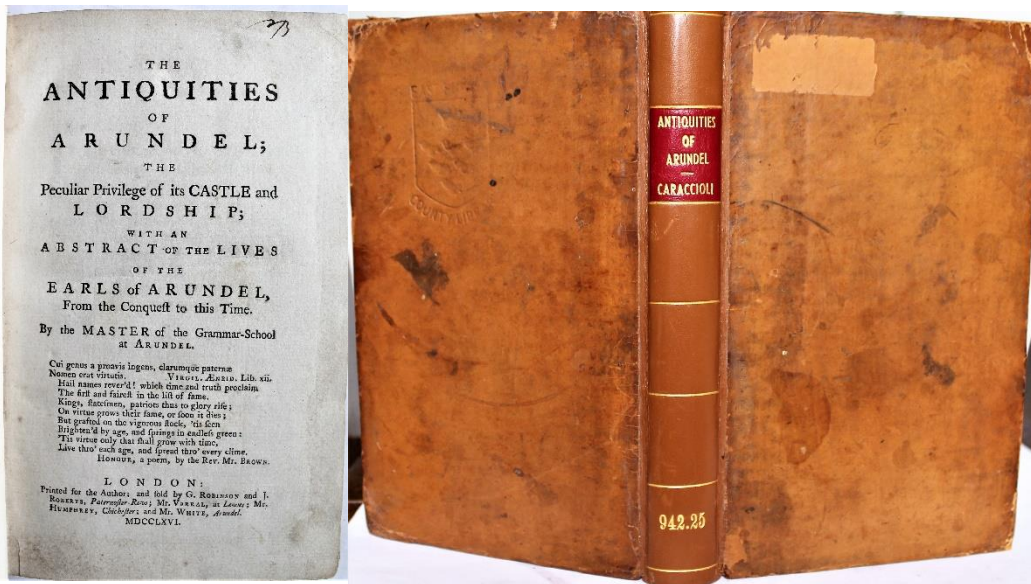 THE
ANTIQUITIES
OF
ARUNDEL;
THE
Peculiar Privilege of its CASTLE and
LORDSHIP;
WITH AN
ABSTRACT OF THE LIVES
OF THE
EARLS of ARUNDEL,
From the Conqueſt to this Time.
By the MASTER of the Grammar-School
at ARUNDEL.
Cui genus a proavis ingens, clarumque paternæ
Nomen erat virtutis. VIRGIL. ÆNEID. Lib. xii.
Hail names rever'd! which time and truth proclaim
The firſt and faireſt in the liſt of fame.
Kings, ſtateſmen, patriots thus to glory riſe;
On virtue grows their fame, or ſoon it dies;
But grafted on the vigorous ſtock, 'tis ſeen
Brighten'd by age, and ſprings in endleſs green:
'Tis virtue only that ſhall grow with time,
Live thro' each age, and ſpread thro' every clime.
HONOUR, a poem, by the Rev. Mr. BROWN.
LONDON:
Printed for the Author; and ſold by G. ROBINSON and J.
ROBERTS, Paternoſter-Row; Mr. VERRAL, at Lewes; Mr.
HUMPHREY, Chicheſter; and Mr. WHITE, Arundel.
MDCCLXVI.
ANTIQUITIES
OF
ARUNDEL
CARACCIOLI
942.25